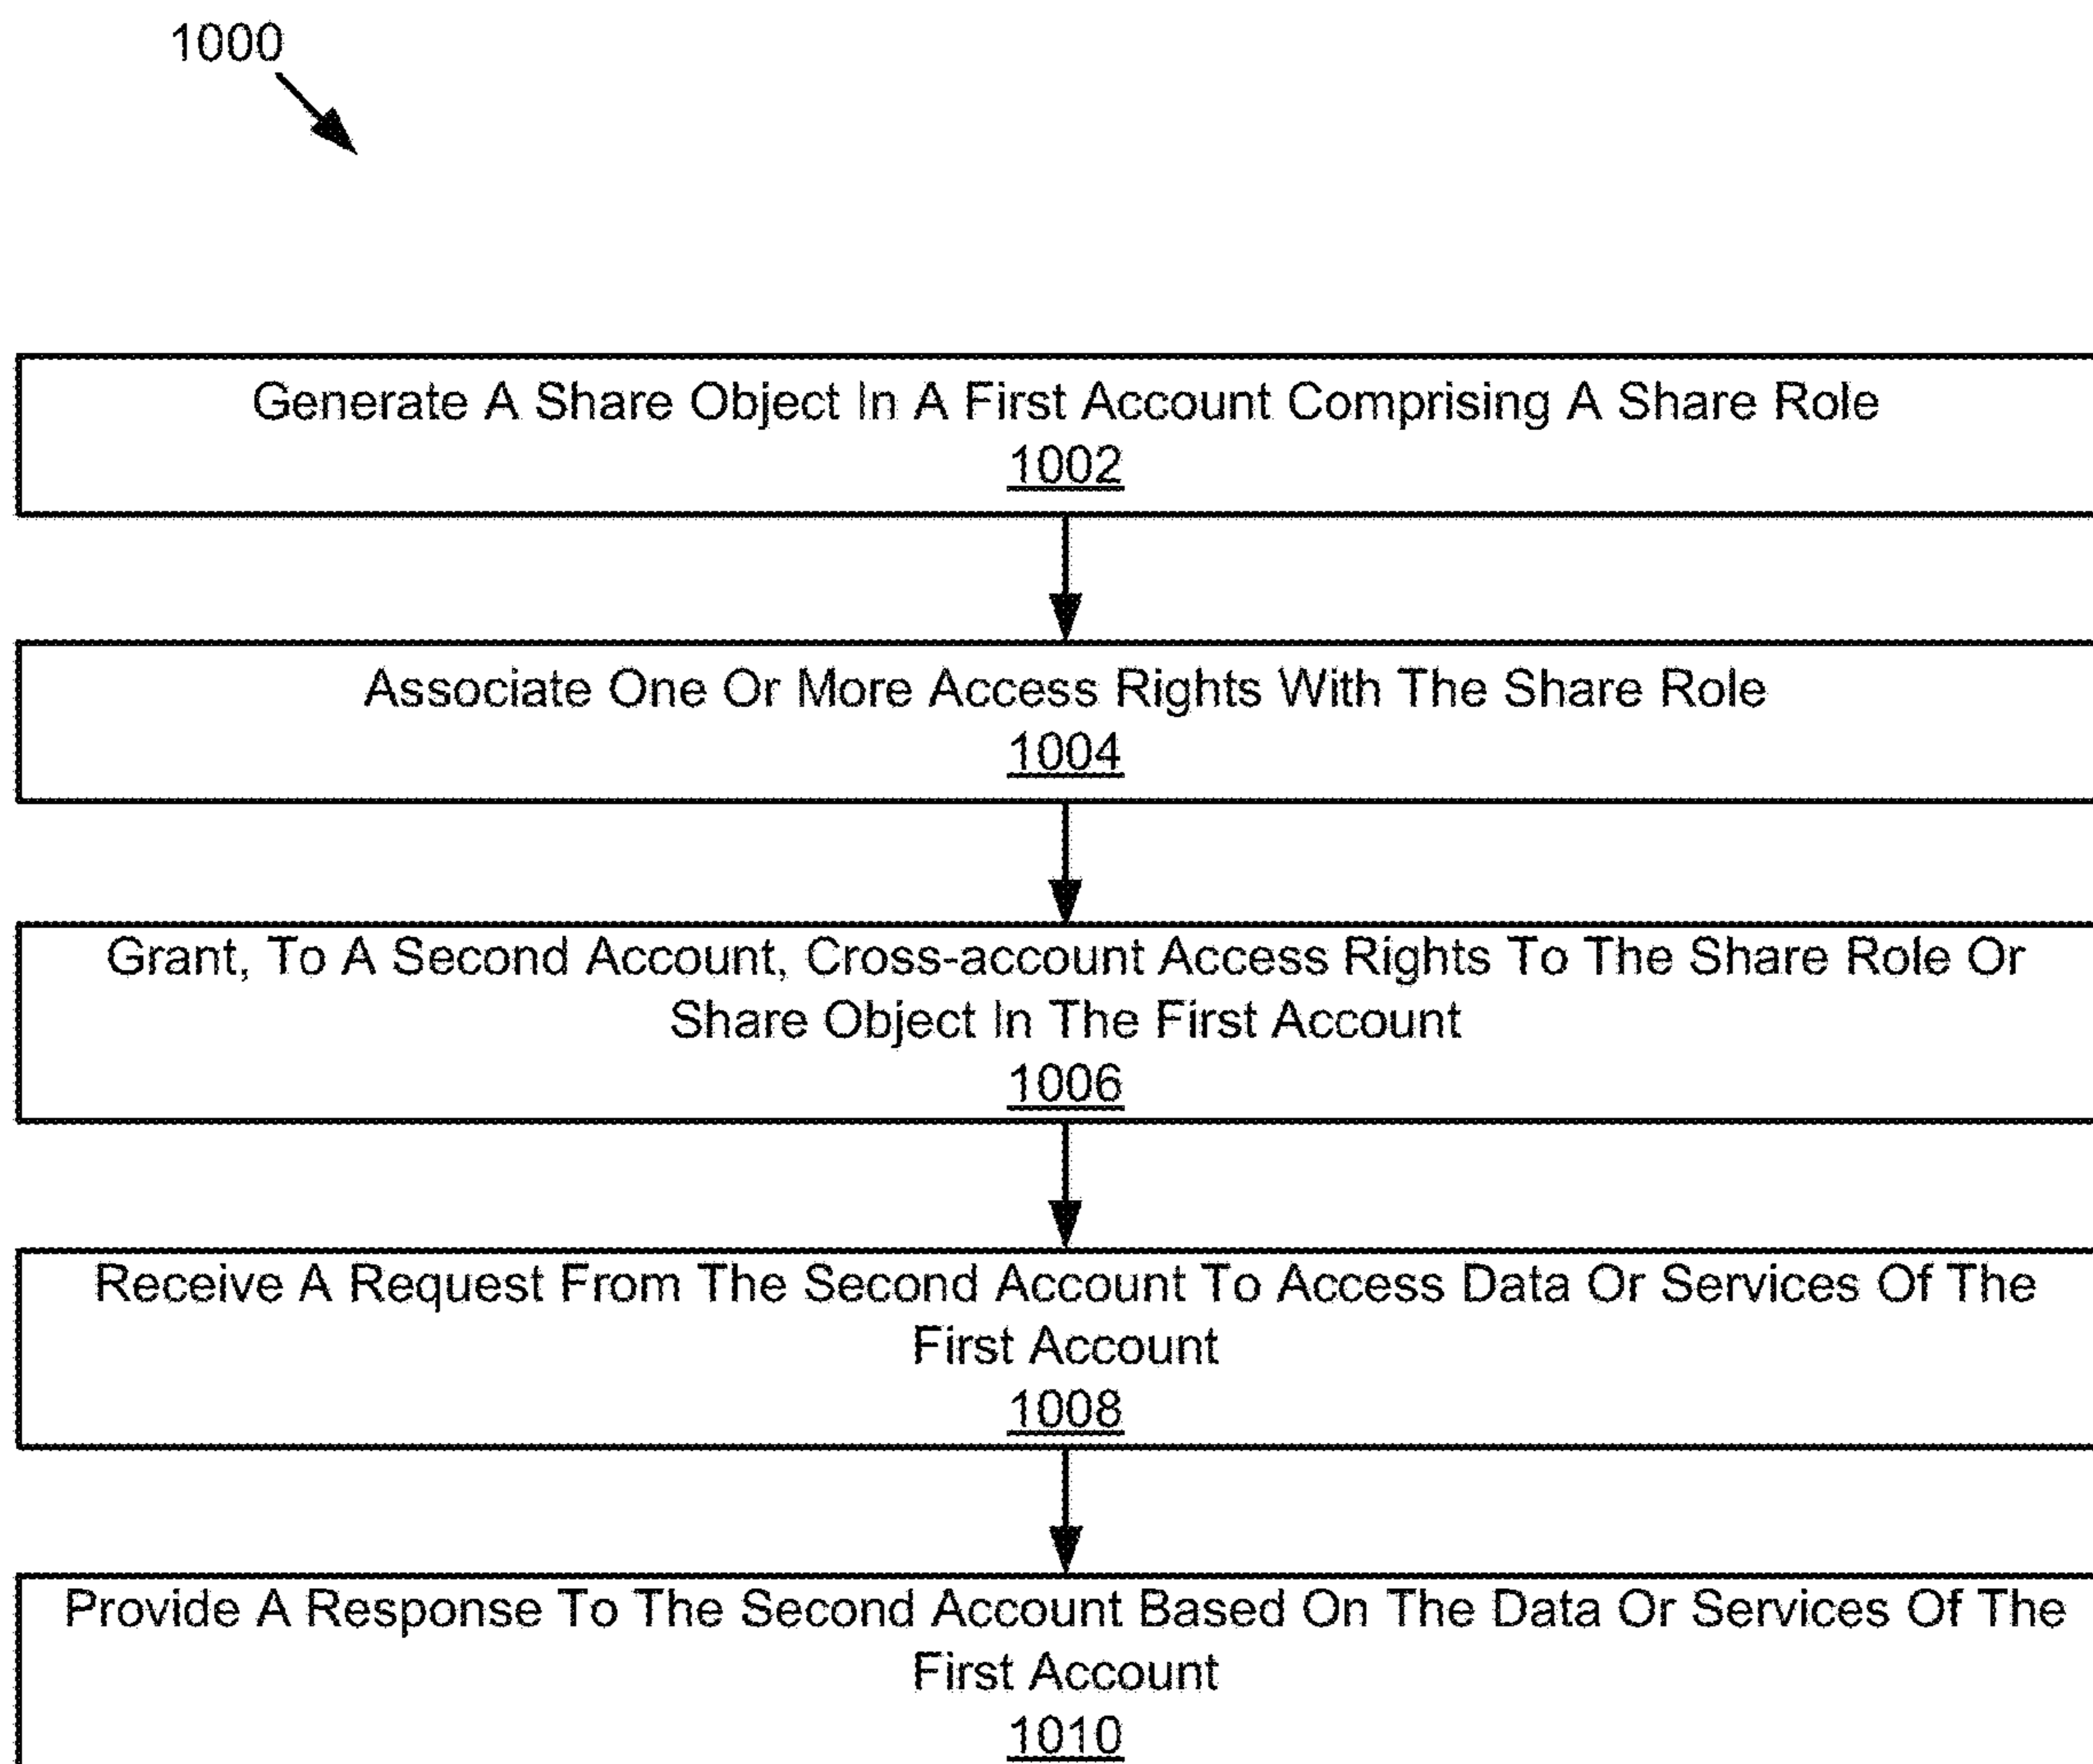 1000
Generate A Share Object In A First Account Comprising A Share Role
1002
Associate One Or More Access Rights With The Share Role
1004
Grant, To A Second Account, Cross-account Access Rights To The Share Role Or
Share Object In The First Account
1006
Receive A Request From The Second Account To Access Data Or Services Of The
First Account
1008
Provide A Response To The Second Account Based On The Data Or Services Of The
First Account
1010